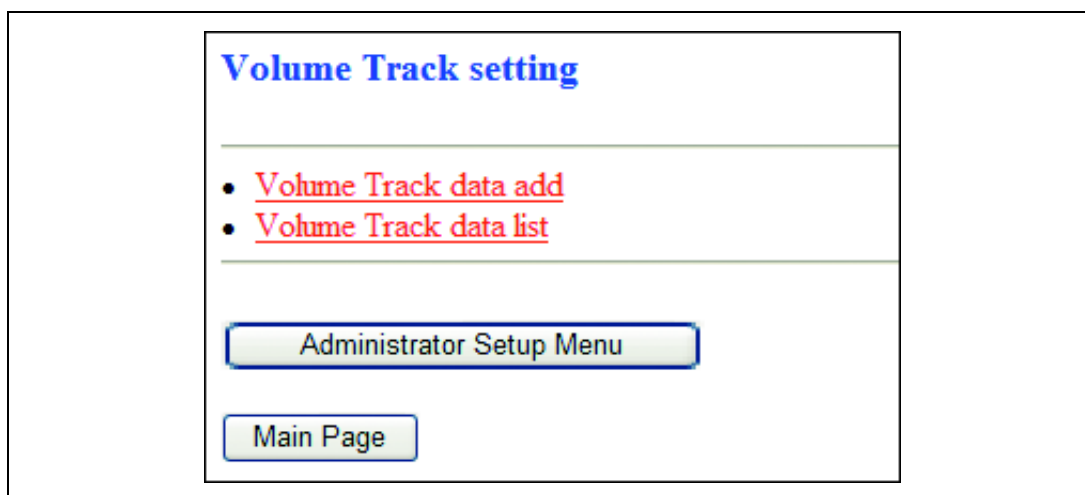 Volume Track setting
Volume Track data add
Volume Track data list
Administrator Setup Menu
Main Page